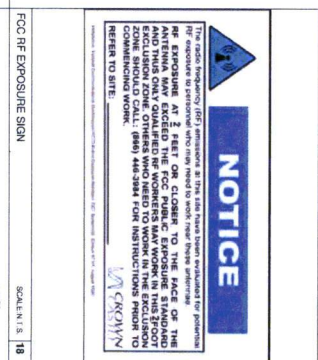 NOTICE
The radio frequency (RF) emissions at this site have been evaluated for potential
RF exposure to personnel who may need to work near these antennae.
RF EXPOSURE AT 2 FEET OR CLOSER TO THE FACE OF THE
ANTENNA MAY EXCEED THE FCC PUBLIC EXPOSURE STANDARD
AND THUS ONLY QUALIFIED RF WORKERS MAY WORK IN THIS 2 FOOT
EXCLUSION ZONE. OTHERS WHO NEED TO WORK IN THE EXCLUSION
ZONE SHOULD CALL: (866) 446-3984 FOR INSTRUCTIONS PRIOR TO
COMMENCING WORK.
REFER TO SITE:
CROWN
FCC RF EXPOSURE SIGN
SCALE: N.T.S.
18